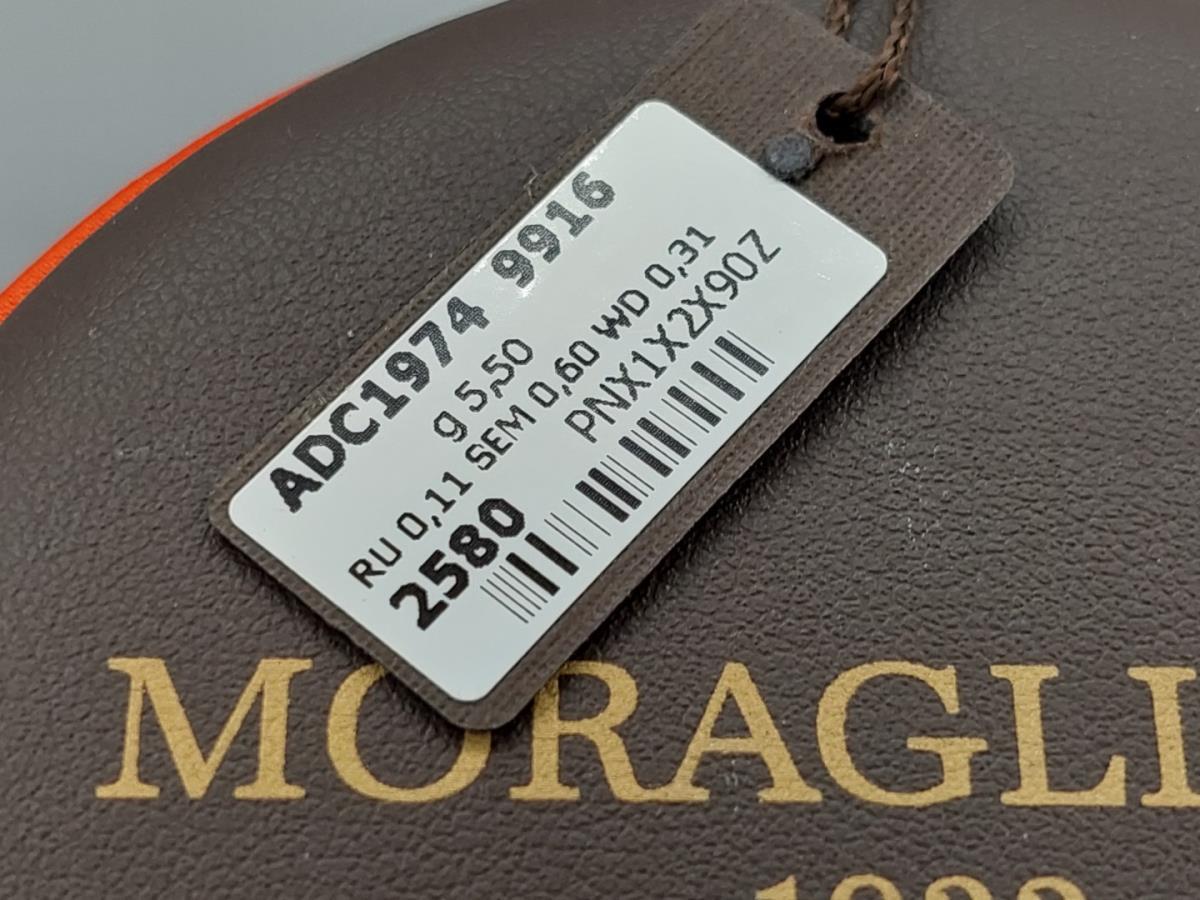 ADC1974 9916
g 5,50
RU 0,11 SEM 0,60 WD 0,31
PNX1X2X90Z
2580
MORAGLI